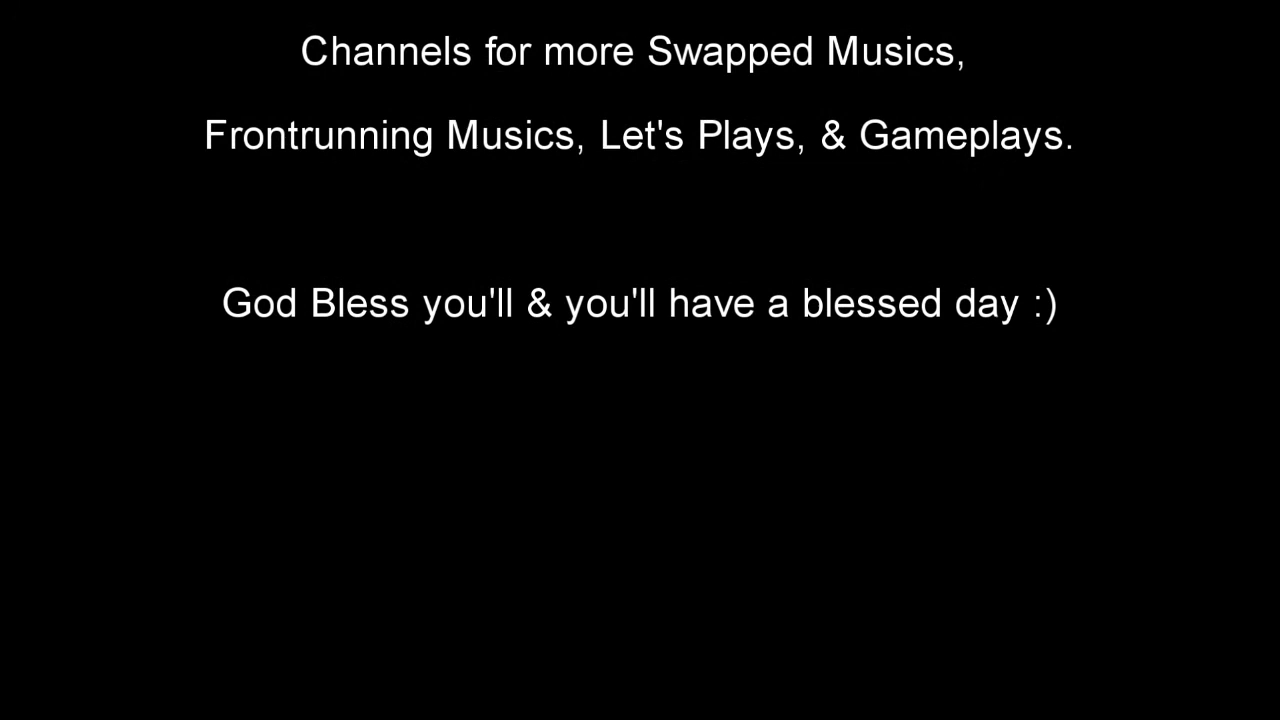 Channels for more Swapped Musics,
Frontrunning Musics, Let's Plays, & Gameplays.
God Bless you'll & you'll have a blessed day :)